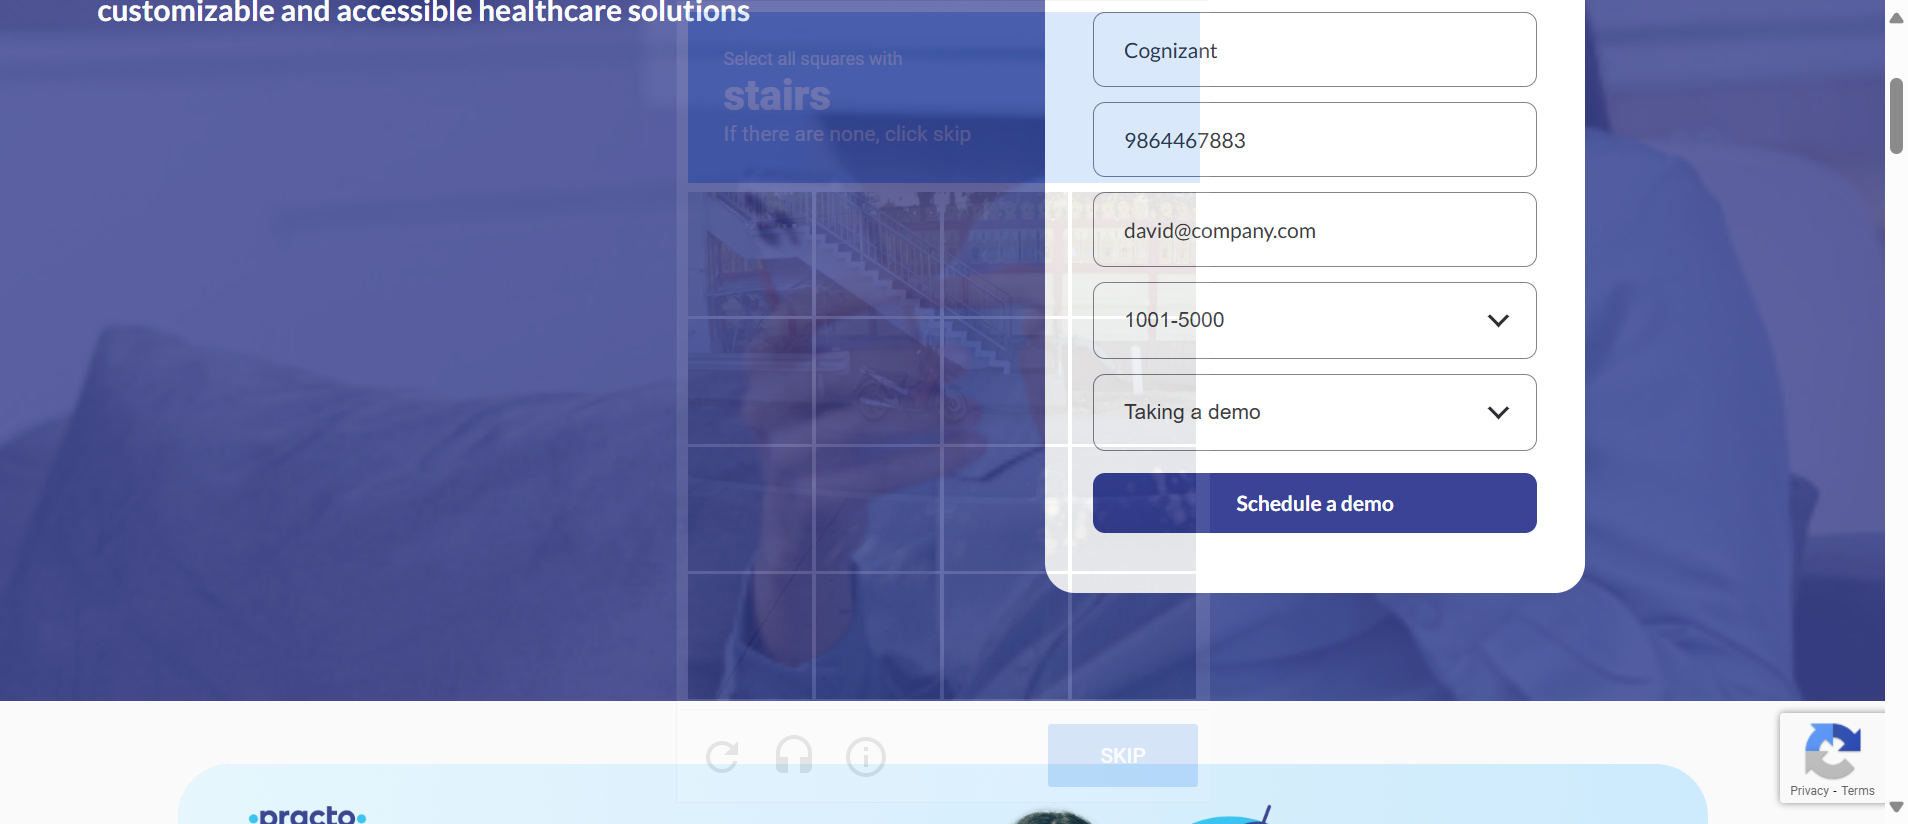 customizable and accessible healthcare solutions
Select all squares with
stairs
If there are none, click skip
Cognizant
9864467883
david@company.com
1001-5000
Taking a demo
Schedule a demo
SKIP
Privacy - Terms
practo